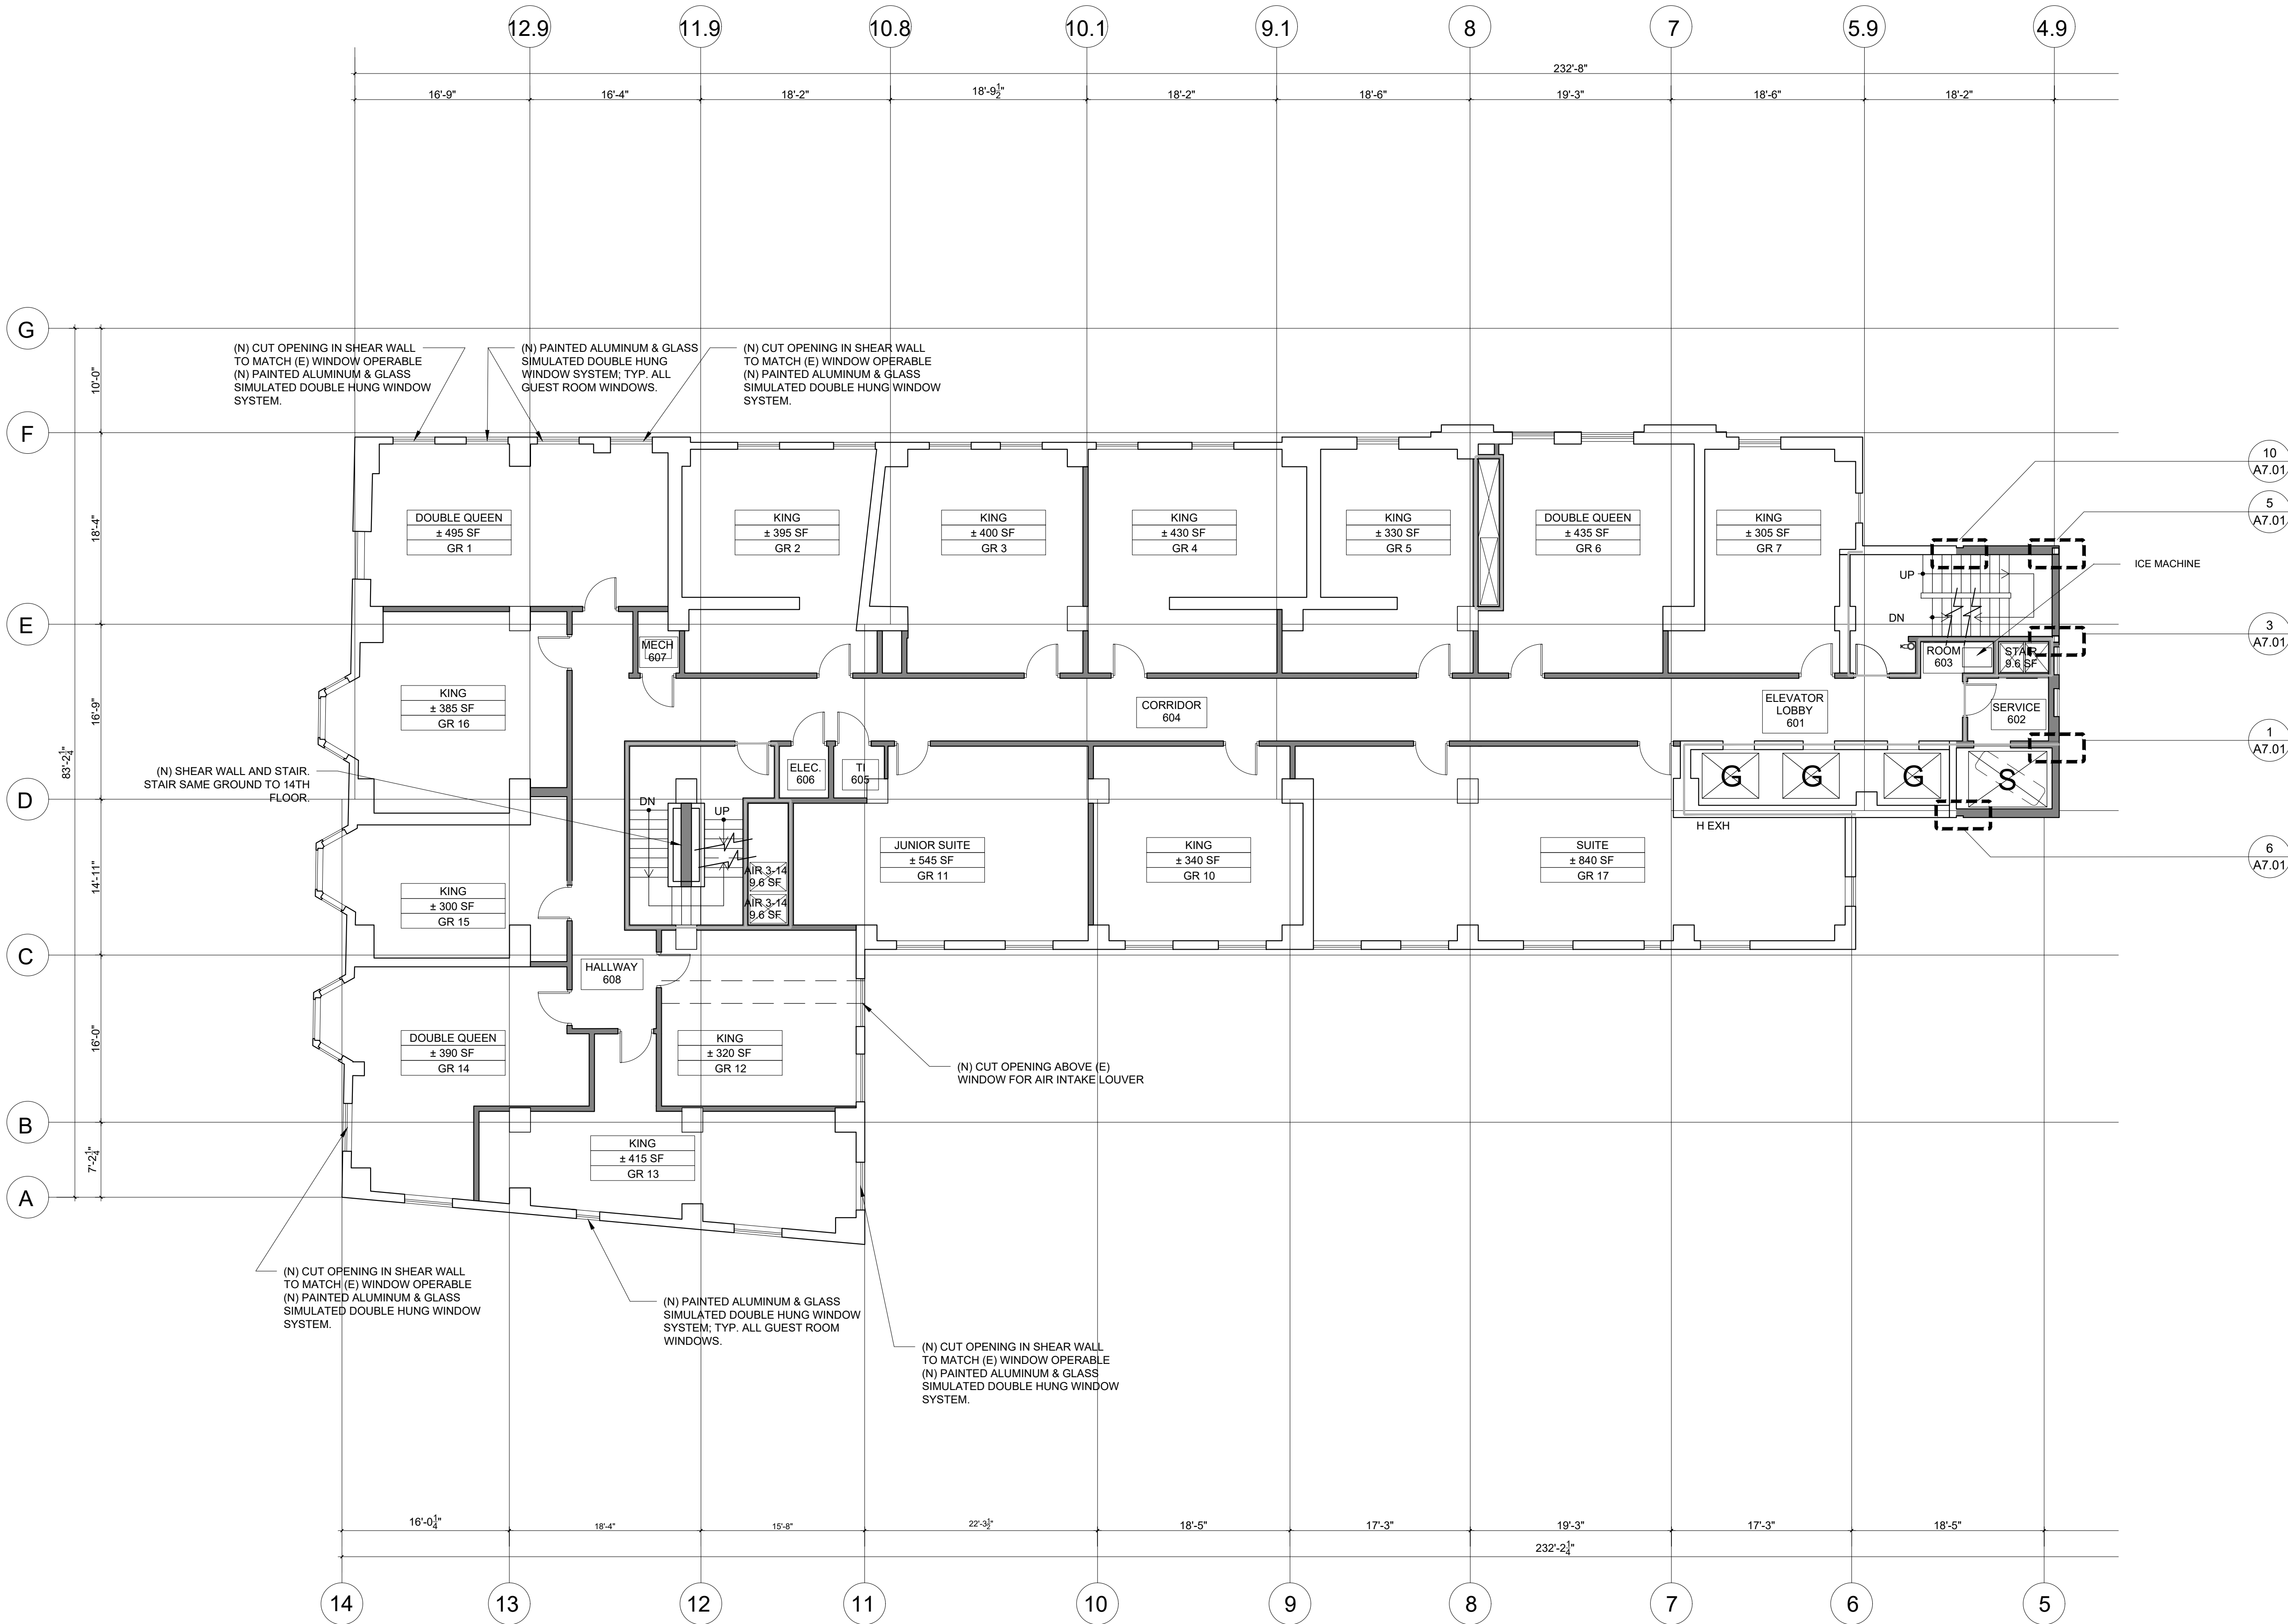 12.9
11.9
10.8
10.1
9.1
8
7
5.9
4.9
232'-8"
16'-9"
16'-4"
18'-2"
18'-9½"
18'-2"
18'-6"
19'-3"
18'-6"
18'-2"
G
F
E
D
C
B
A
10'-0"
18'-4"
16'-9"
14'-11"
16'-0"
7'-2¼"
83'-2¼"
(N) CUT OPENING IN SHEAR WALL
TO MATCH (E) WINDOW OPERABLE
(N) PAINTED ALUMINUM & GLASS
SIMULATED DOUBLE HUNG WINDOW
SYSTEM.
(N) PAINTED ALUMINUM & GLASS
SIMULATED DOUBLE HUNG
WINDOW SYSTEM; TYP. ALL
GUEST ROOM WINDOWS.
(N) CUT OPENING IN SHEAR WALL
TO MATCH (E) WINDOW OPERABLE
(N) PAINTED ALUMINUM & GLASS
SIMULATED DOUBLE HUNG WINDOW
SYSTEM.
DOUBLE QUEEN
± 495 SF
GR 1
KING
± 395 SF
GR 2
KING
± 400 SF
GR 3
KING
± 430 SF
GR 4
KING
± 330 SF
GR 5
DOUBLE QUEEN
± 435 SF
GR 6
KING
± 305 SF
GR 7
10
A7.01
5
A7.01
ICE MACHINE
3
A7.01
1
A7.01
6
A7.01
UP
DN
ROOM
603
STAIR
9.6 SF
MECH
607
KING
± 385 SF
GR 16
CORRIDOR
604
ELEVATOR
LOBBY
601
SERVICE
602
(N) SHEAR WALL AND STAIR.
STAIR SAME GROUND TO 14TH
FLOOR.
ELEC.
606
TI
605
G
G
G
S
DN
UP
H EXH
AIR 3-14
9.6 SF
AIR 3-14
9.6 SF
JUNIOR SUITE
± 545 SF
GR 11
KING
± 340 SF
GR 10
SUITE
± 840 SF
GR 17
KING
± 300 SF
GR 15
HALLWAY
608
DOUBLE QUEEN
± 390 SF
GR 14
KING
± 320 SF
GR 12
(N) CUT OPENING ABOVE (E)
WINDOW FOR AIR INTAKE LOUVER
KING
± 415 SF
GR 13
(N) CUT OPENING IN SHEAR WALL
TO MATCH (E) WINDOW OPERABLE
(N) PAINTED ALUMINUM & GLASS
SIMULATED DOUBLE HUNG WINDOW
SYSTEM.
(N) PAINTED ALUMINUM & GLASS
SIMULATED DOUBLE HUNG WINDOW
SYSTEM; TYP. ALL GUEST ROOM
WINDOWS.
(N) CUT OPENING IN SHEAR WALL
TO MATCH (E) WINDOW OPERABLE
(N) PAINTED ALUMINUM & GLASS
SIMULATED DOUBLE HUNG WINDOW
SYSTEM.
16'-0¼"
18'-4"
15'-8"
22'-3½"
18'-5"
17'-3"
19'-3"
17'-3"
18'-5"
232'-2¼"
14
13
12
11
10
9
8
7
6
5